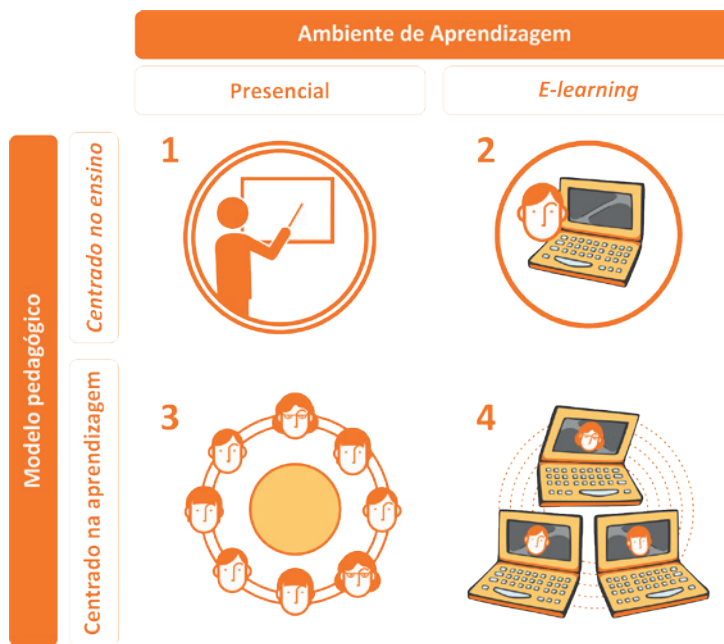 Ambiente de Aprendizagem
Presencial
E-learning
Modelo pedagógico
Centrado no ensino
1
2
Centrado na aprendizagem
3
4